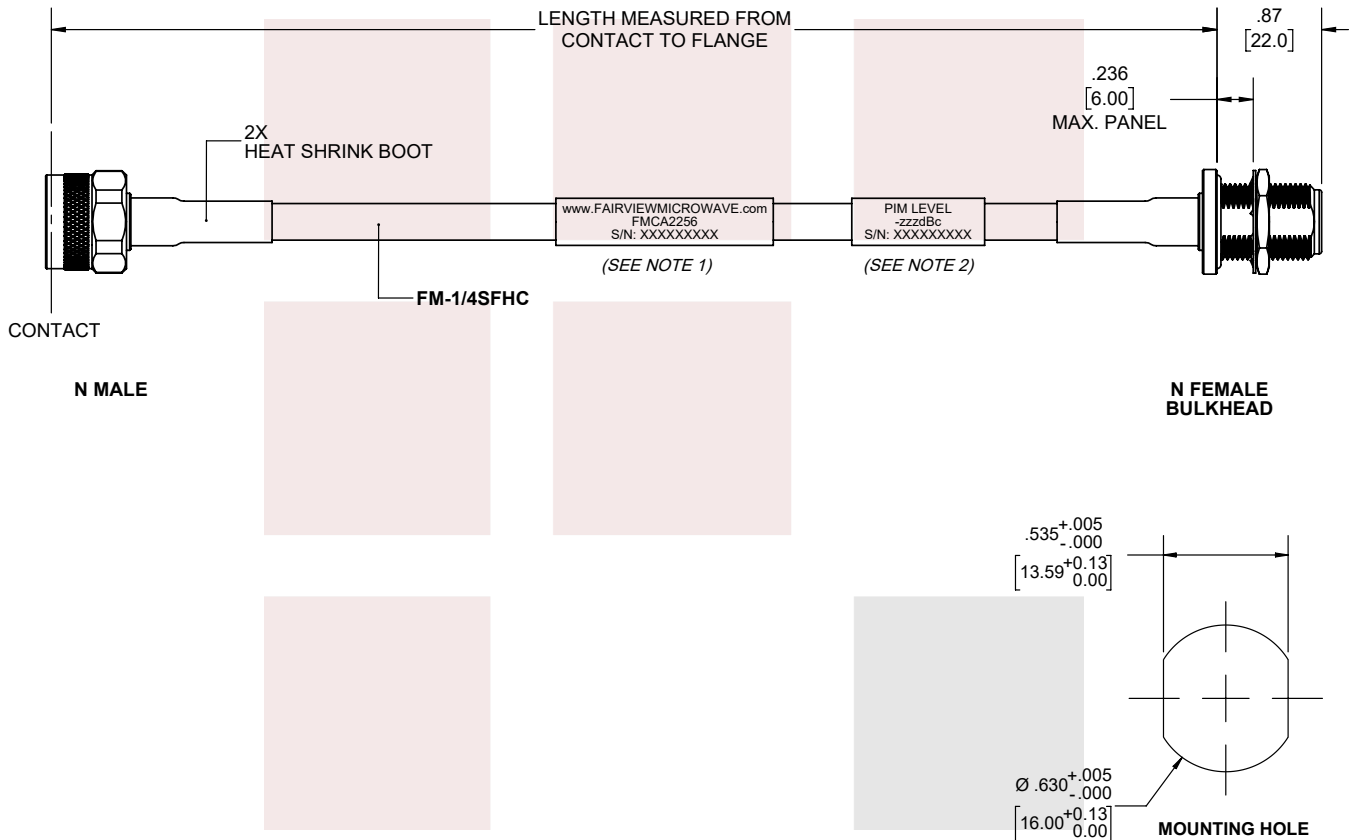 LENGTH MEASURED FROM
CONTACT TO FLANGE
.87
[22.0]
.236
[6.00]
MAX. PANEL
2X
HEAT SHRINK BOOT
www.FAIRVIEWMICROWAVE.com
FMCA2256
S/N: XXXXXXXXX
PIM LEVEL
-zzzdBc
S/N: XXXXXXXXX
(SEE NOTE 1)
(SEE NOTE 2)
FM-1/4SFHC
CONTACT
N MALE
N FEMALE
BULKHEAD
.535 +.005 -.000
[13.59 +0.13 0.00]
Ø .630 +.005 -.000
[16.00 +0.13 0.00]
MOUNTING HOLE